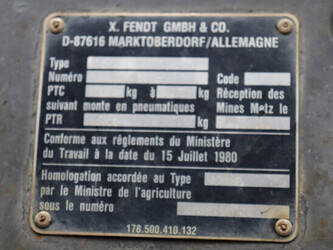 X. FENDT GMBH & CO.
D-87616 MARKTOBERDORF/ALLEMAGNE
Type
Numéro Code
PTC kg à kg Réception des
suivant monte en pneumatiques Mines Metz le
PTR kg
Conforme aux réglements du Ministère
du Travail à la date du 15 Juillet 1980
Homologation accordée au Type
par le Ministre de l'agriculture
sous le numéro
178.500.410.132